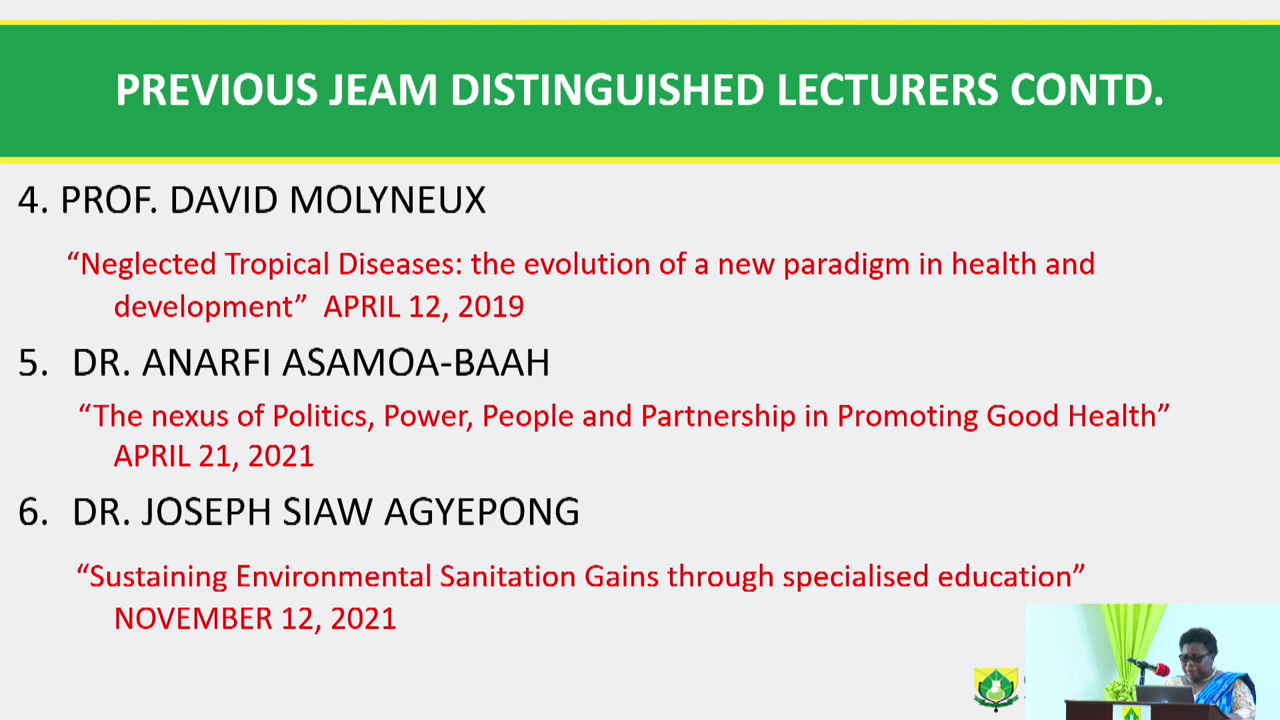 PREVIOUS JEAM DISTINGUISHED LECTURERS CONTD.
4. PROF. DAVID MOLYNEUX
“Neglected Tropical Diseases: the evolution of a new paradigm in health and
development” APRIL 12, 2019
5. DR. ANARFI ASAMOA-BAAH
“The nexus of Politics, Power, People and Partnership in Promoting Good Health”
APRIL 21, 2021
6. DR. JOSEPH SIAW AGYEPONG
“Sustaining Environmental Sanitation Gains through specialised education”
NOVEMBER 12, 2021